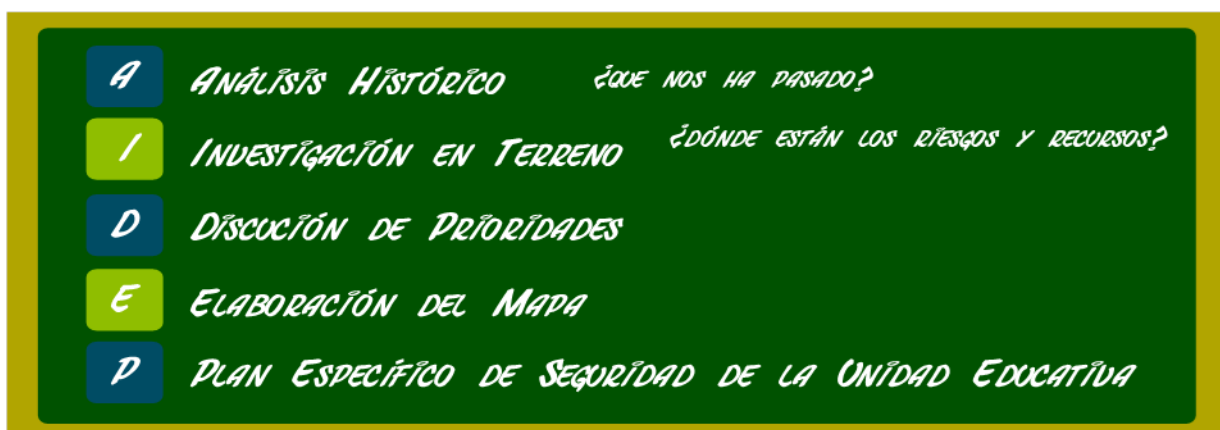 A Análisis Histórico ¿que nos ha pasado?
I Investigación en Terreno ¿dónde están los riesgos y recursos?
D Discución de Prioridades
E Elaboración del Mapa
P Plan Específico de Seguridad de la Unidad Educativa